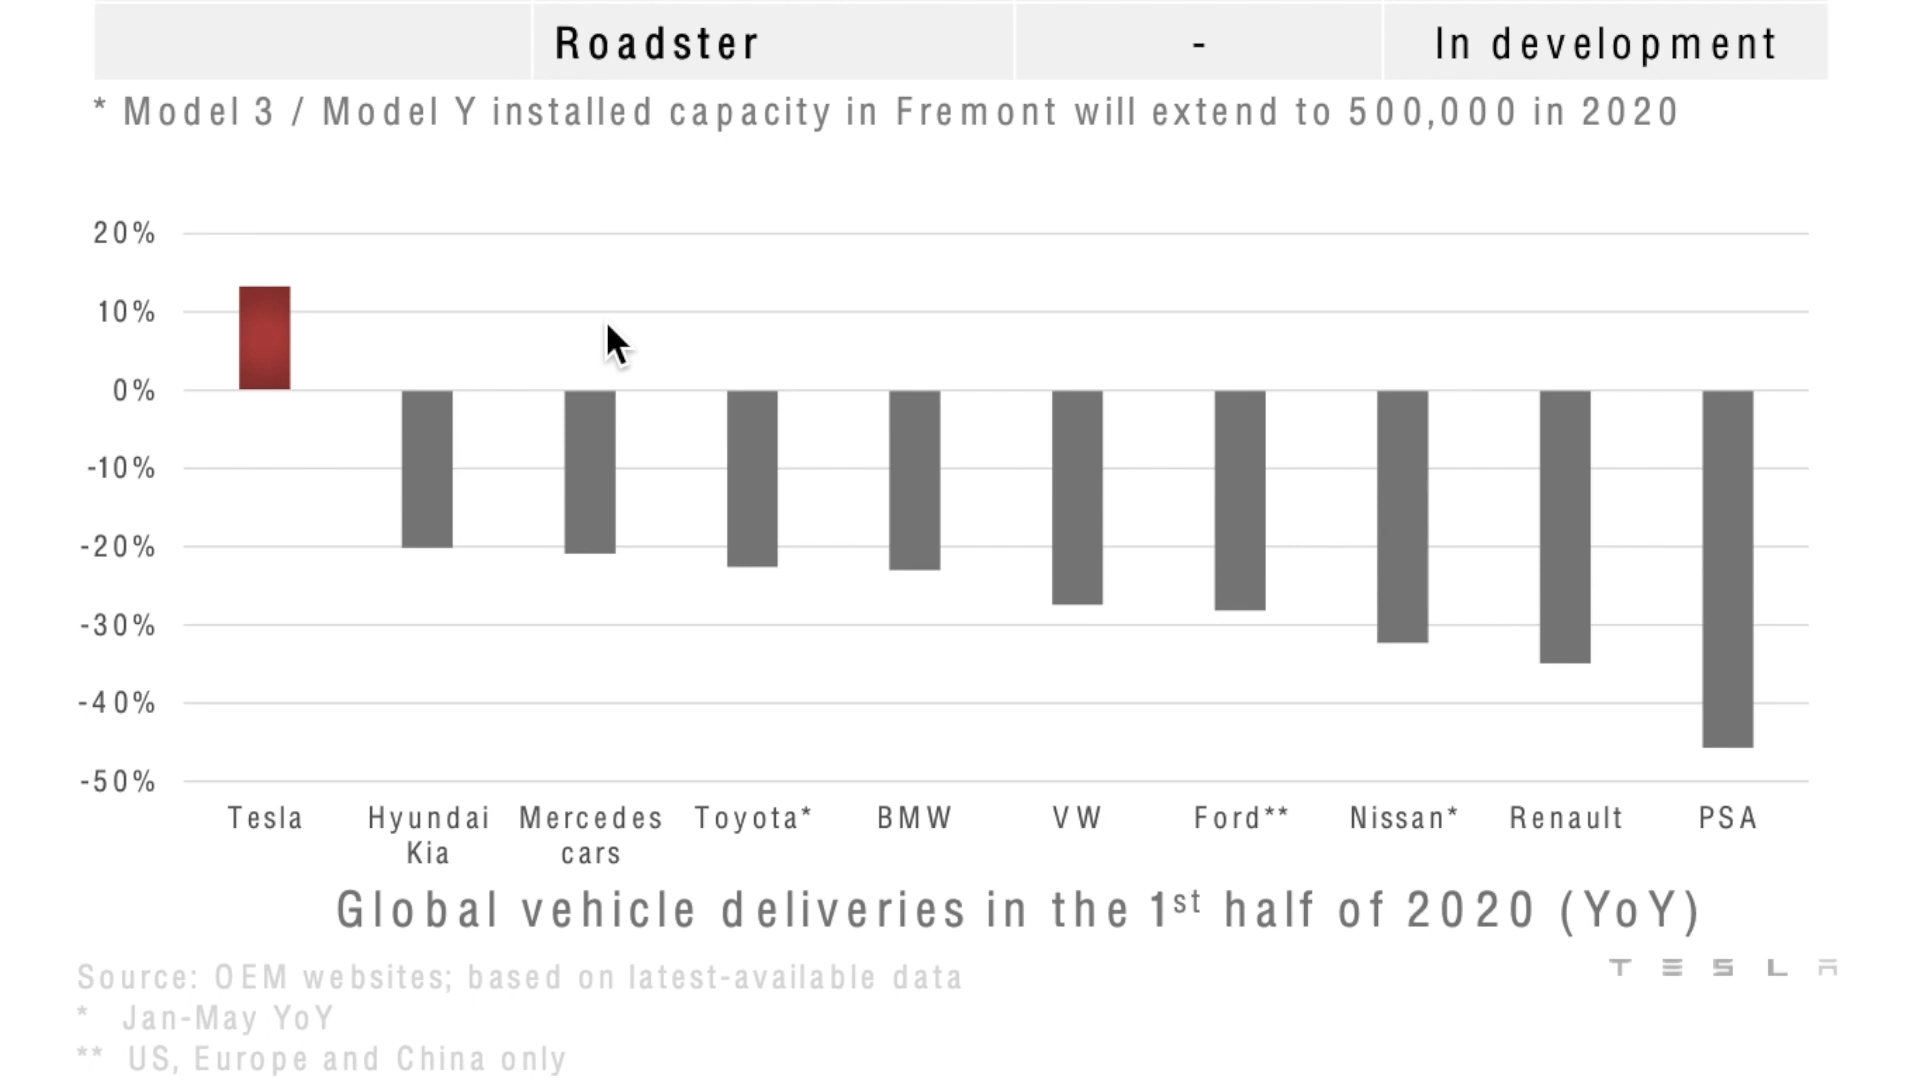 Roadster - In development
* Model 3 / Model Y installed capacity in Fremont will extend to 500,000 in 2020
20%
10%
0%
-10%
-20%
-30%
-40%
-50%
Tesla Hyundai Mercedes Toyota* BMW VW Ford** Nissan* Renault PSA
Kia cars
Global vehicle deliveries in the 1st half of 2020 (YoY)
Source: OEM websites; based on latest-available data
TESLA
* Jan-May YoY
** US, Europe and China only